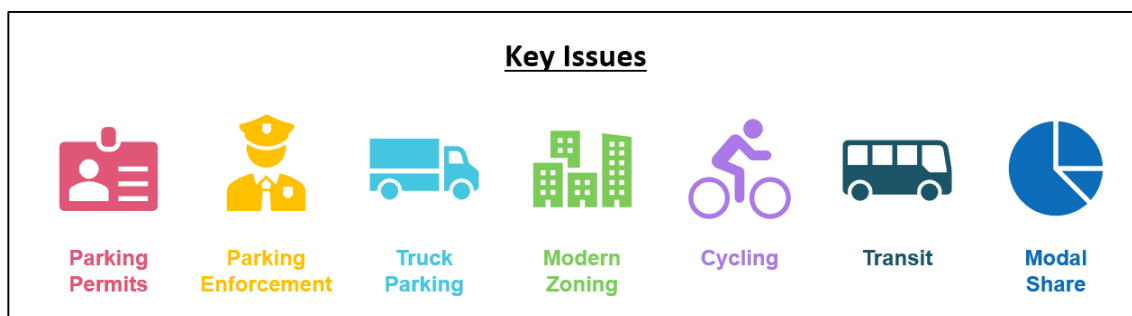 Key Issues
Parking
Permits
Parking
Enforcement
Truck
Parking
Modern
Zoning
Cycling
Transit
Modal
Share